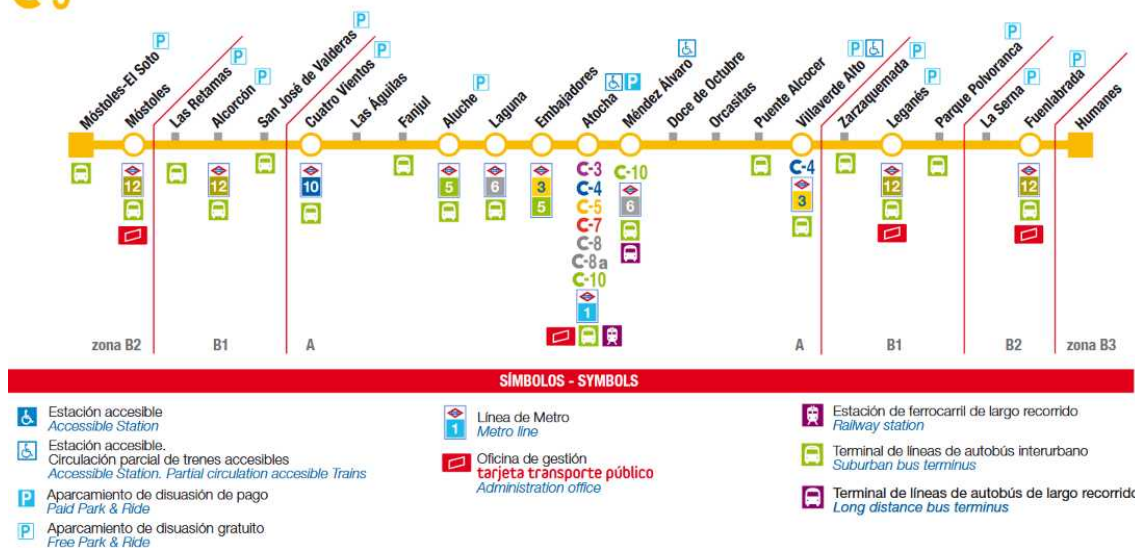 Móstoles-El Soto P
Móstoles
Las Retamas P
Alcorcón P
San José de Valderas P
Cuatro Vientos P
Las Águilas
Fanjul
Aluche P
Laguna
Embajadores
Atocha P
Méndez Álvaro
Doce de Octubre
Orcasitas
Puente Alcocer
Villaverde Alto P
Zarzaquemada P
Leganés P
Parque Polvoranca P
La Serna P
Fuenlabrada P
Humanes P
12
12
10
5
6
3
5
C-3
C-4
C-5
C-7
C-8
C-8a
C-10
1
C-10
6
C-4
3
12
12
zona B2
B1
A
A
B1
B2
zona B3
SÍMBOLOS - SYMBOLS
Estación accesible
Accessible Station
Estación accesible.
Circulación parcial de trenes accesibles
Accessible Station. Partial circulation accesible Trains
P Aparcamiento de disuasión de pago
Paid Park & Ride
P Aparcamiento de disuasión gratuito
Free Park & Ride
1 Línea de Metro
Metro line
Oficina de gestión
tarjeta transporte público
Administration office
Estación de ferrocarril de largo recorrido
Railway station
Terminal de líneas de autobús interurbano
Suburban bus terminus
Terminal de líneas de autobús de largo recorrido
Long distance bus terminus